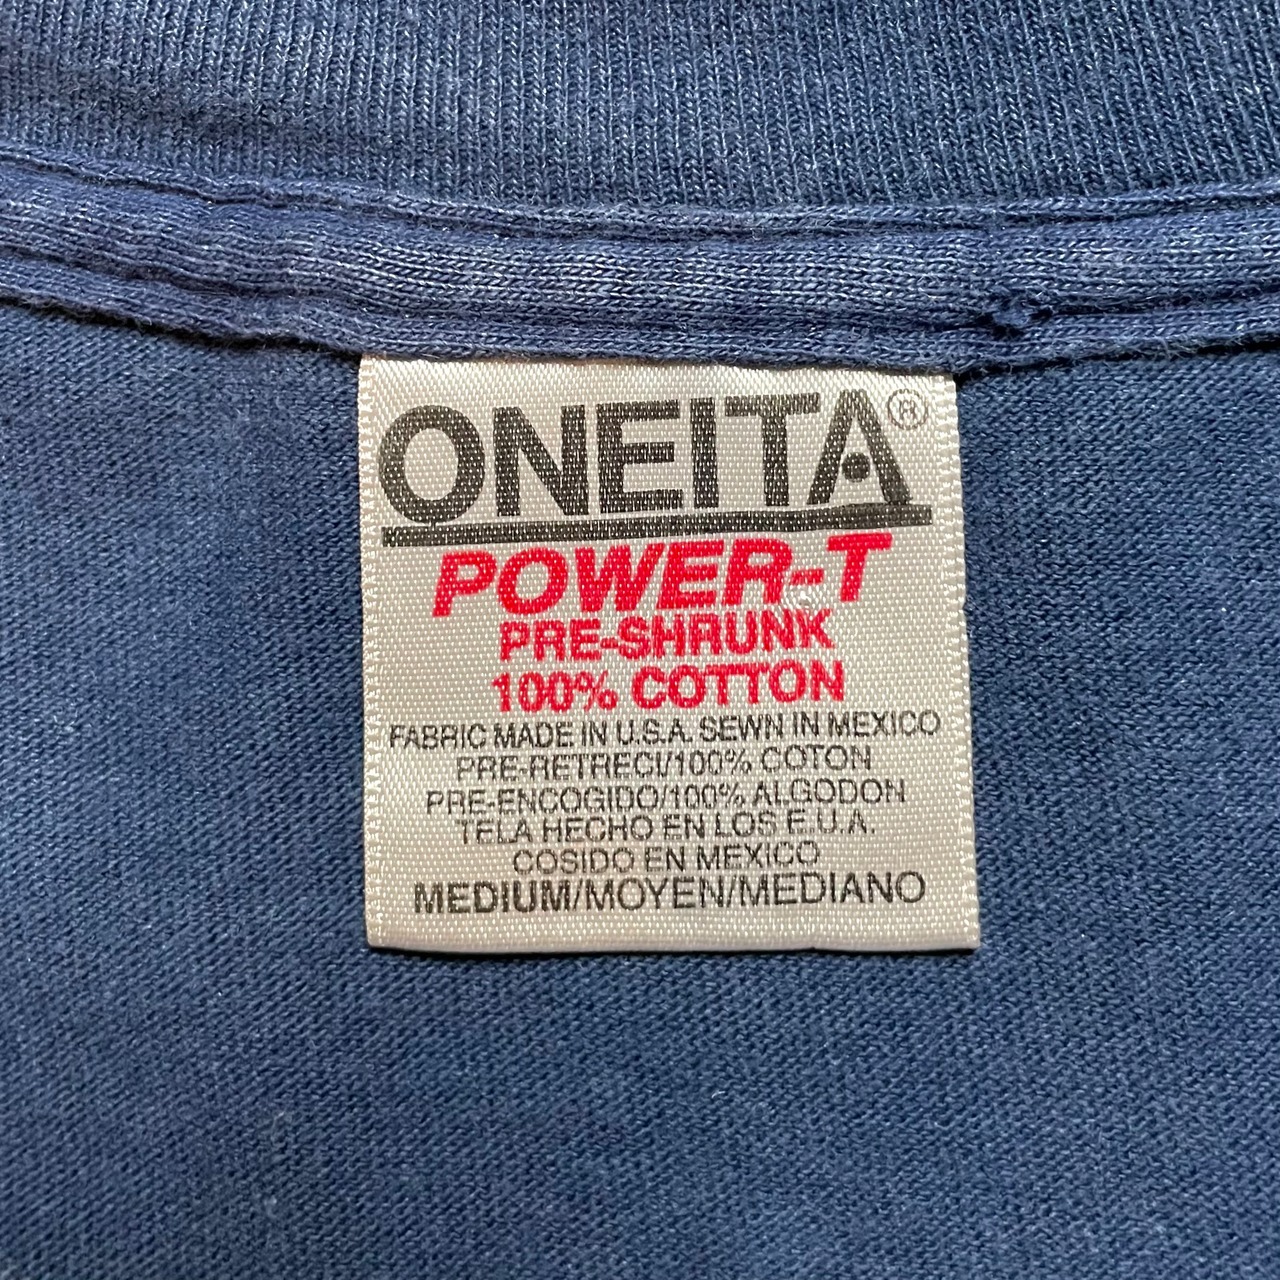 ONEITA®
POWER-T
PRE-SHRUNK
100% COTTON
FABRIC MADE IN U.S.A. SEWN IN MEXICO
PRE-RETRECI/100% COTON
PRE-ENCOGIDO/100% ALGODON
TELA HECHO EN LOS E.U.A.
COSIDO EN MEXICO
MEDIUM/MOYEN/MEDIANO